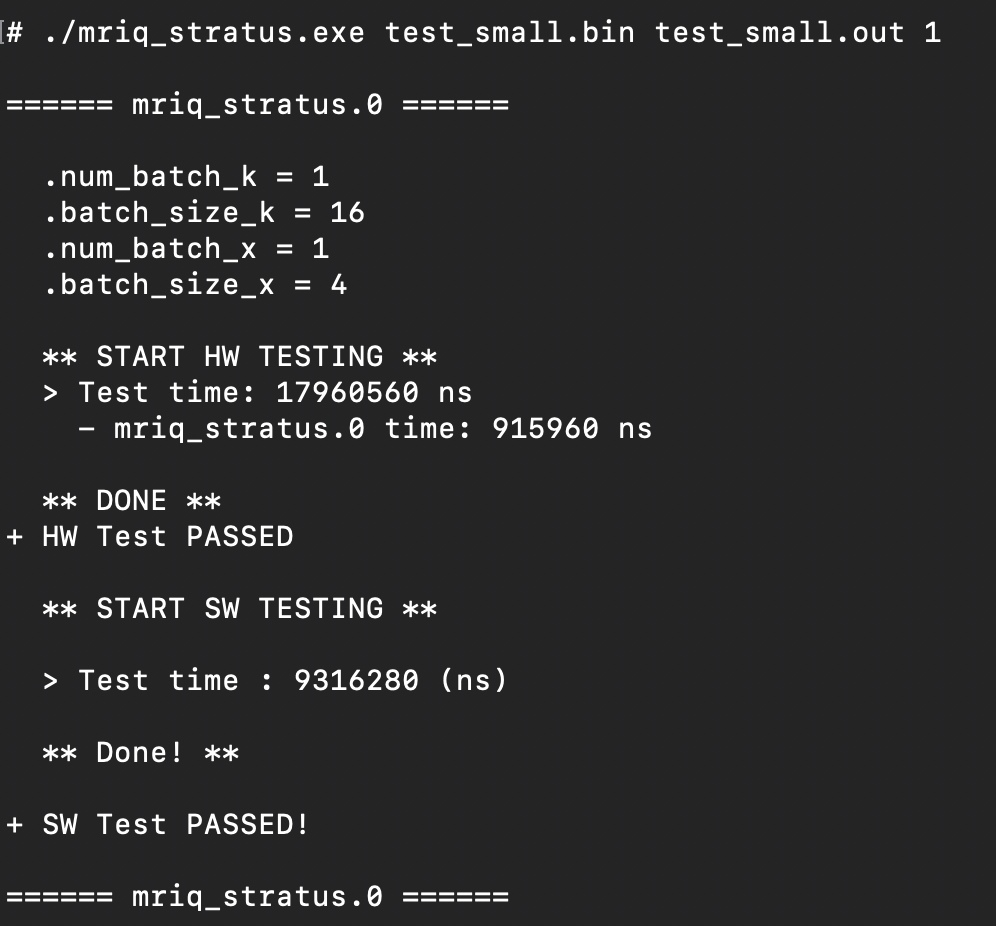 # ./mriq_stratus.exe test_small.bin test_small.out 1
====== mriq_stratus.0 ======
.num_batch_k = 1
.batch_size_k = 16
.num_batch_x = 1
.batch_size_x = 4
** START HW TESTING **
> Test time: 17960560 ns
- mriq_stratus.0 time: 915960 ns
** DONE **
+ HW Test PASSED
** START SW TESTING **
> Test time : 9316280 (ns)
** Done! **
+ SW Test PASSED!
====== mriq_stratus.0 ======